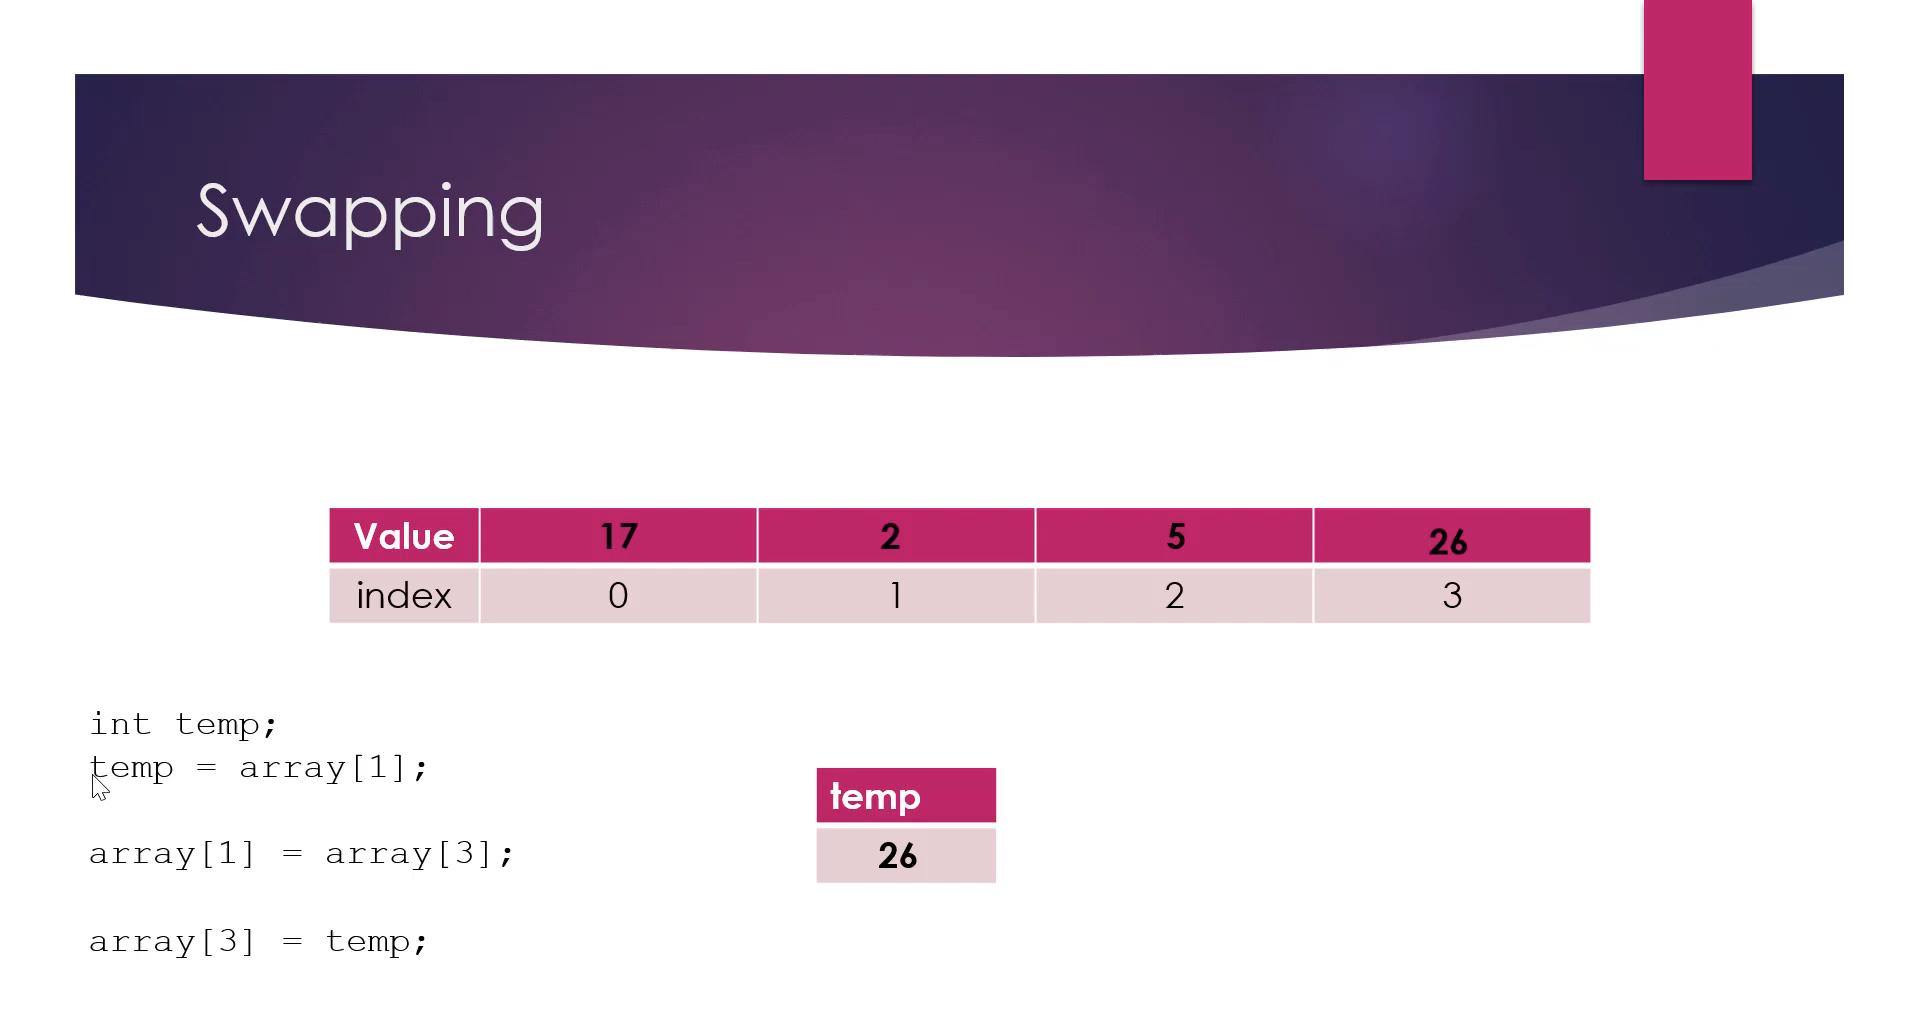 Swapping
Value 17 2 5 26
index 0 1 2 3
int temp;
temp = array[1];
array[1] = array[3];
array[3] = temp;
temp
26